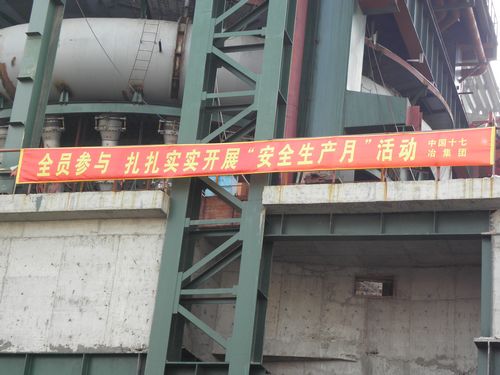 全员参与 扎扎实实开展“安全生产月”活动
中国十七
冶集团